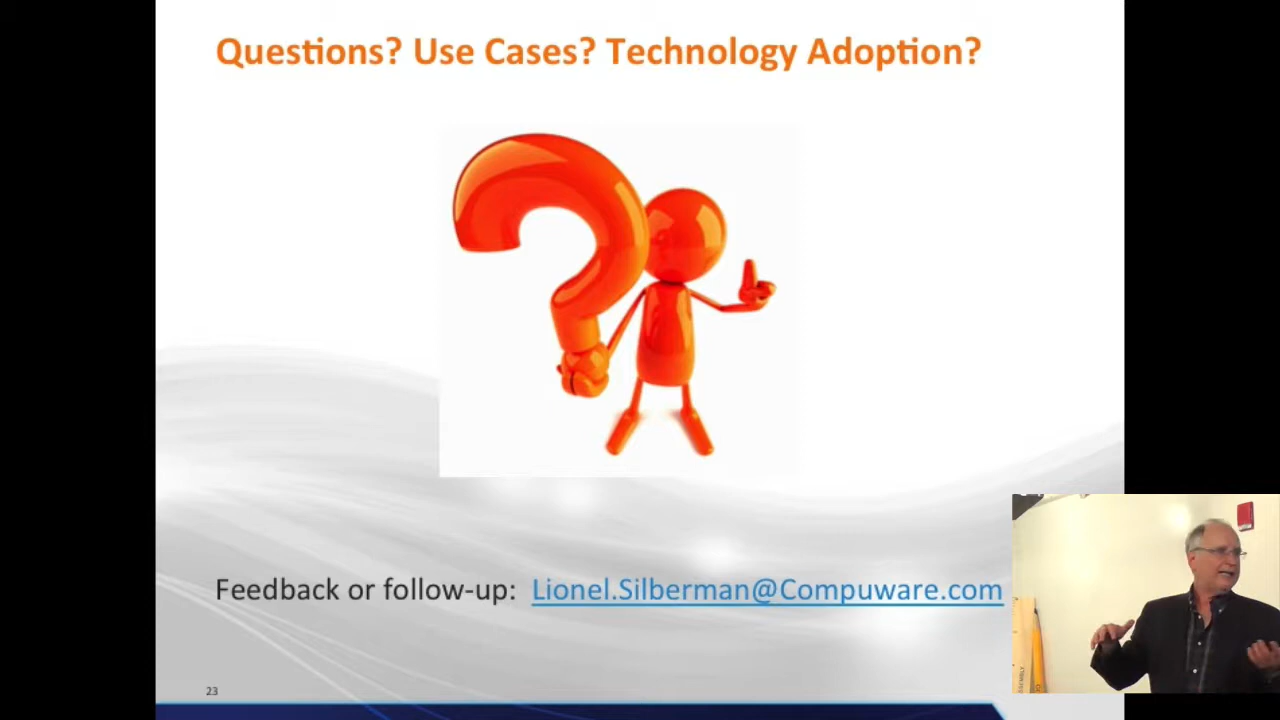 Questions? Use Cases? Technology Adoption?
Feedback or follow-up: Lionel.Silberman@Compuware.com
23